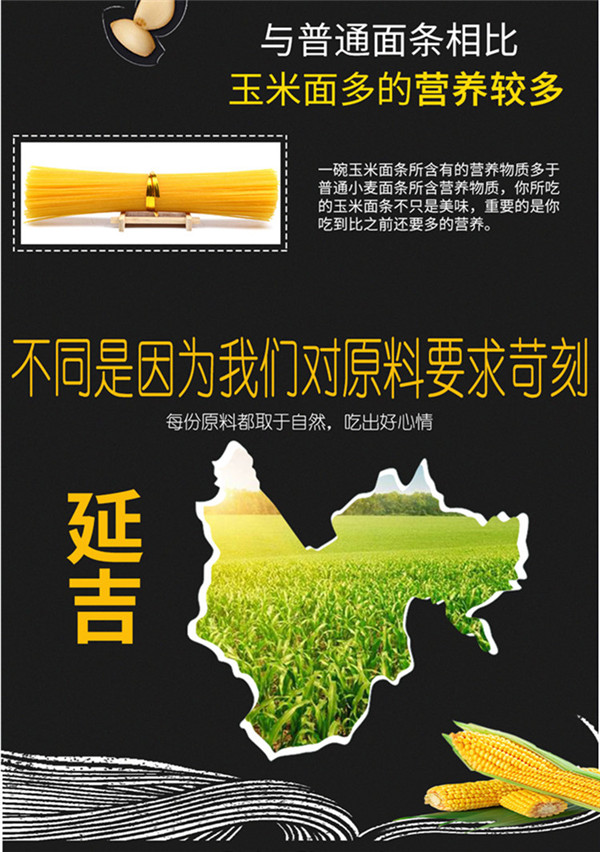 与普通面条相比
玉米面多的营养较多
一碗玉米面条所含有的营养物质多于
普通小麦面条所含营养物质，你所吃
的玉米面条不只是美味，重要的是你
吃到比之前还要多的营养。
不同是因为我们对原料要求苛刻
每份原料都取于自然，吃出好心情
延吉